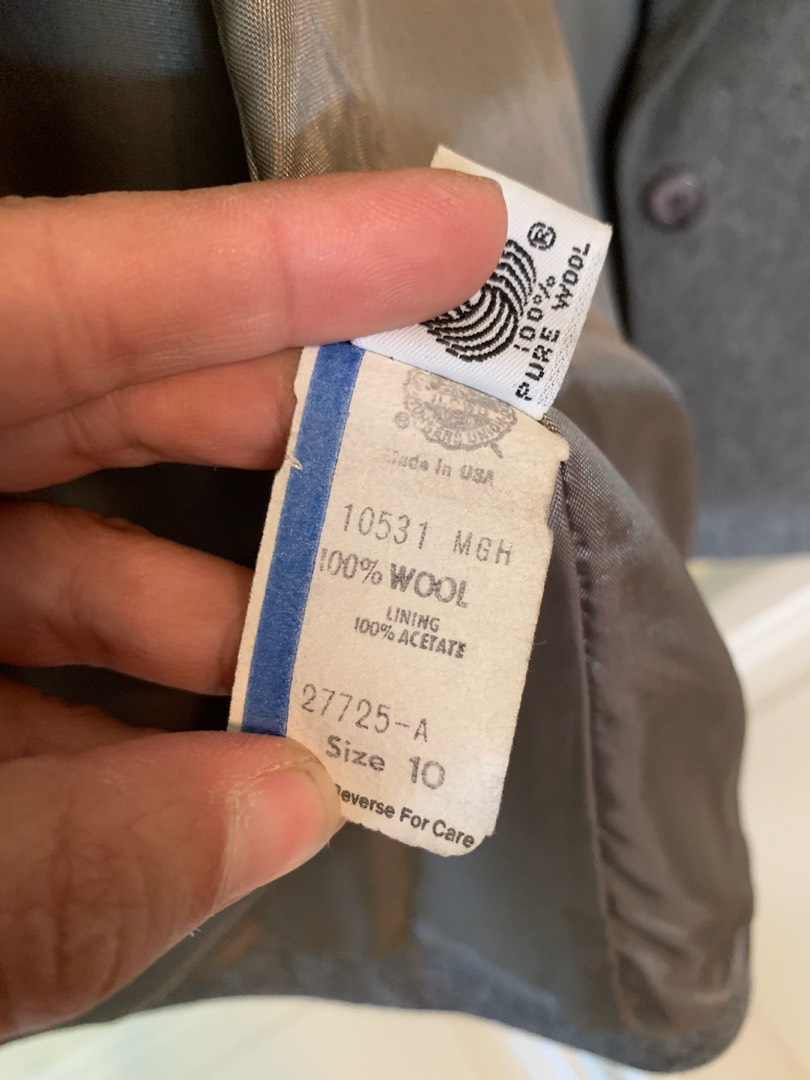 ®
100%
PURE WOOL
®
Made in USA
10531 MGH
100% WOOL
LINING
100% ACETATE
27725-A
Size 10
Reverse For Care